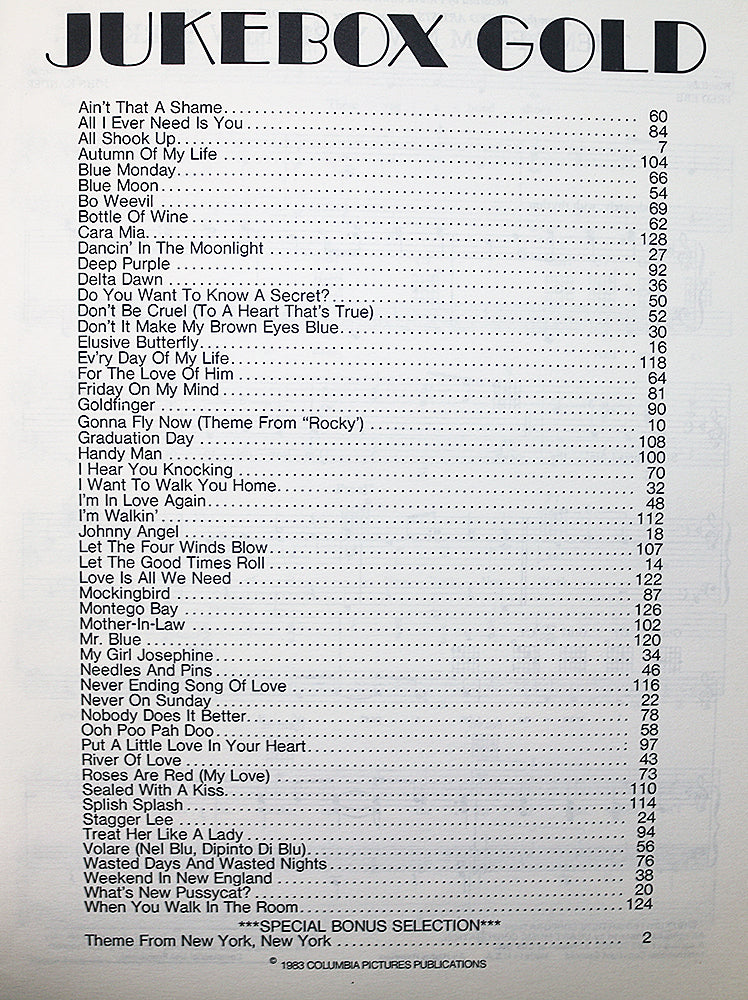 JUKEBOX GOLD
Ain't That A Shame 60
All I Ever Need Is You 84
All Shook Up 7
Autumn Of My Life 104
Blue Monday 66
Blue Moon 54
Bo Weevil 69
Bottle Of Wine 62
Cara Mia 128
Dancin' In The Moonlight 27
Deep Purple 92
Delta Dawn 36
Do You Want To Know A Secret? 50
Don't Be Cruel (To A Heart That's True) 52
Don't It Make My Brown Eyes Blue 30
Elusive Butterfly 16
Ev'ry Day Of My Life 118
For The Love Of Him 64
Friday On My Mind 81
Goldfinger 90
Gonna Fly Now (Theme From "Rocky') 10
Graduation Day 108
Handy Man 100
I Hear You Knocking 70
I Want To Walk You Home 32
I'm In Love Again 48
I'm Walkin' 112
Johnny Angel 18
Let The Four Winds Blow 107
Let The Good Times Roll 14
Love Is All We Need 122
Mockingbird 87
Montego Bay 126
Mother-In-Law 102
Mr. Blue 120
My Girl Josephine 34
Needles And Pins 46
Never Ending Song Of Love 116
Never On Sunday 22
Nobody Does It Better 78
Ooh Poo Pah Doo 58
Put A Little Love In Your Heart 97
River Of Love 43
Roses Are Red (My Love) 73
Sealed With A Kiss 110
Splish Splash 114
Stagger Lee 24
Treat Her Like A Lady 94
Volare (Nel Blu, Dipinto Di Blu) 56
Wasted Days And Wasted Nights 76
Weekend In New England 38
What's New Pussycat? 20
When You Walk In The Room 124
***SPECIAL BONUS SELECTION***
Theme From New York, New York 2
© 1983 COLUMBIA PICTURES PUBLICATIONS